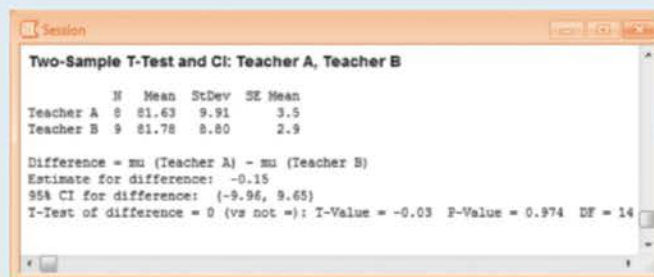 Session
Two-Sample T-Test and CI: Teacher A, Teacher B
N Mean StDev SE Mean
Teacher A 8 81.63 9.91 3.5
Teacher B 9 81.78 8.80 2.9
Difference = mu (Teacher A) - mu (Teacher B)
Estimate for difference: -0.15
95% CI for difference: (-9.96, 9.65)
T-Test of difference = 0 (vs not =): T-Value = -0.03 P-Value = 0.974 DF = 14